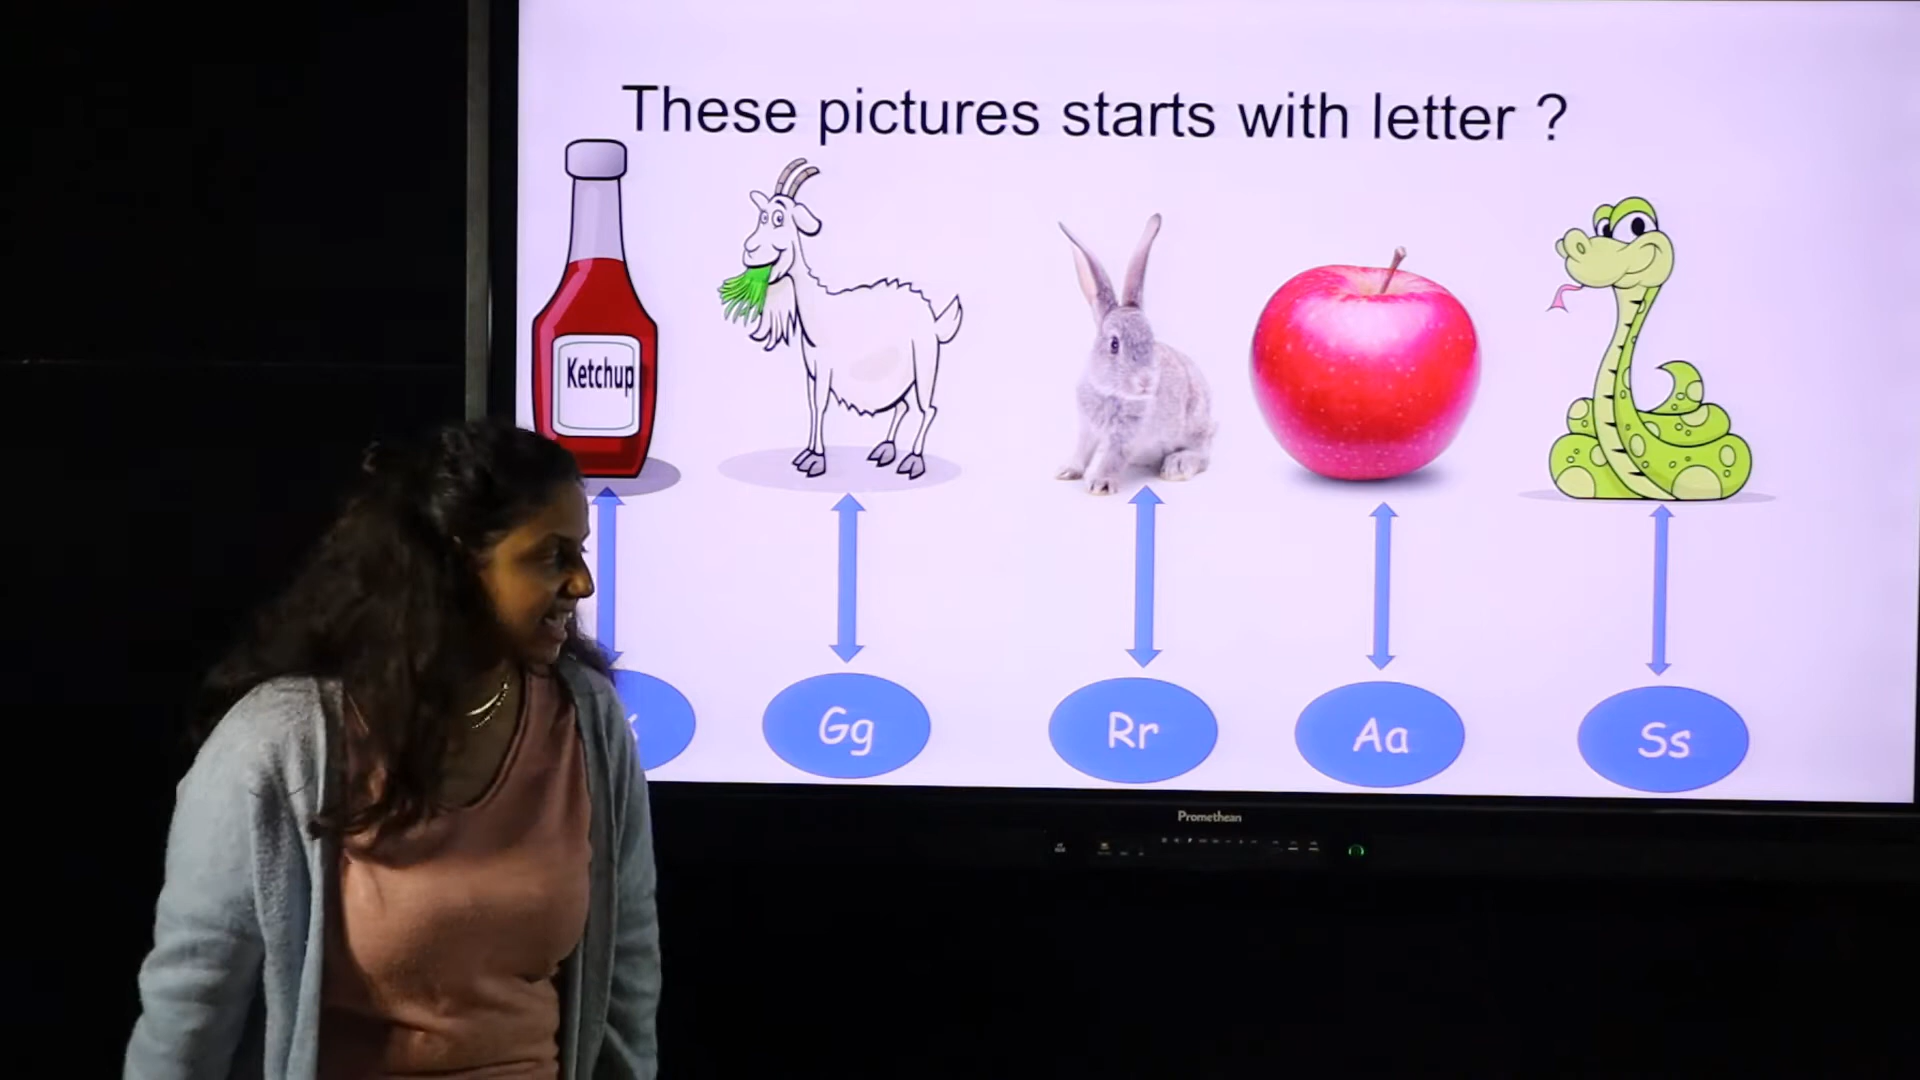 These pictures starts with letter ?
Ketchup
Gg
Rr
Aa
Ss
Promethean